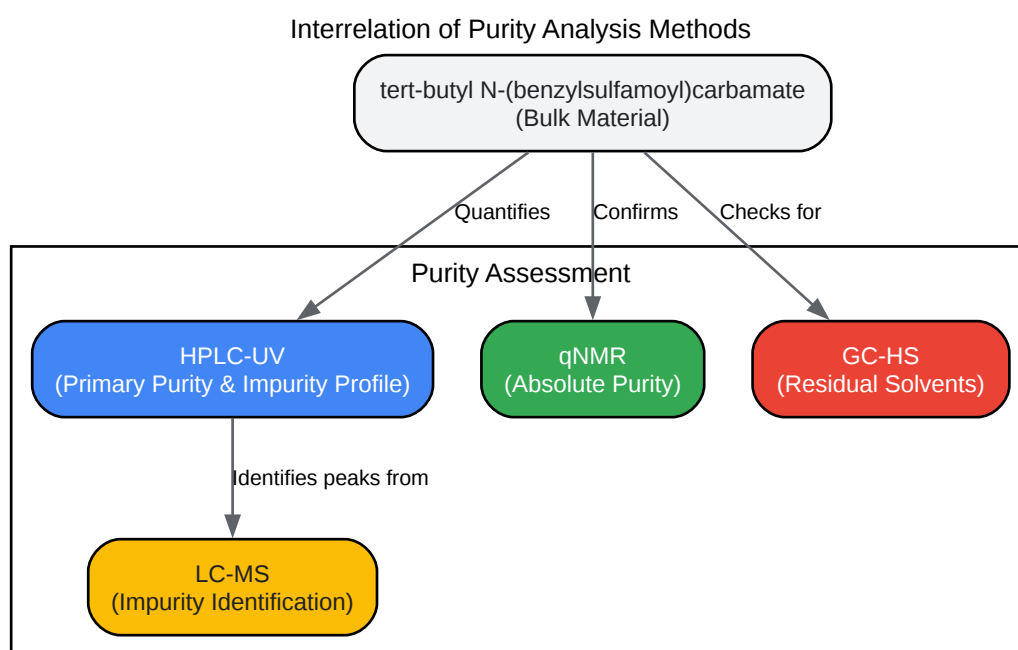 Interrelation of Purity Analysis Methods
tert-butyl N-(benzylsulfamoyl)carbamate
(Bulk Material)
Quantifies
Confirms
Checks for
Purity Assessment
HPLC-UV
(Primary Purity & Impurity Profile)
qNMR
(Absolute Purity)
GC-HS
(Residual Solvents)
Identifies peaks from
LC-MS
(Impurity Identification)